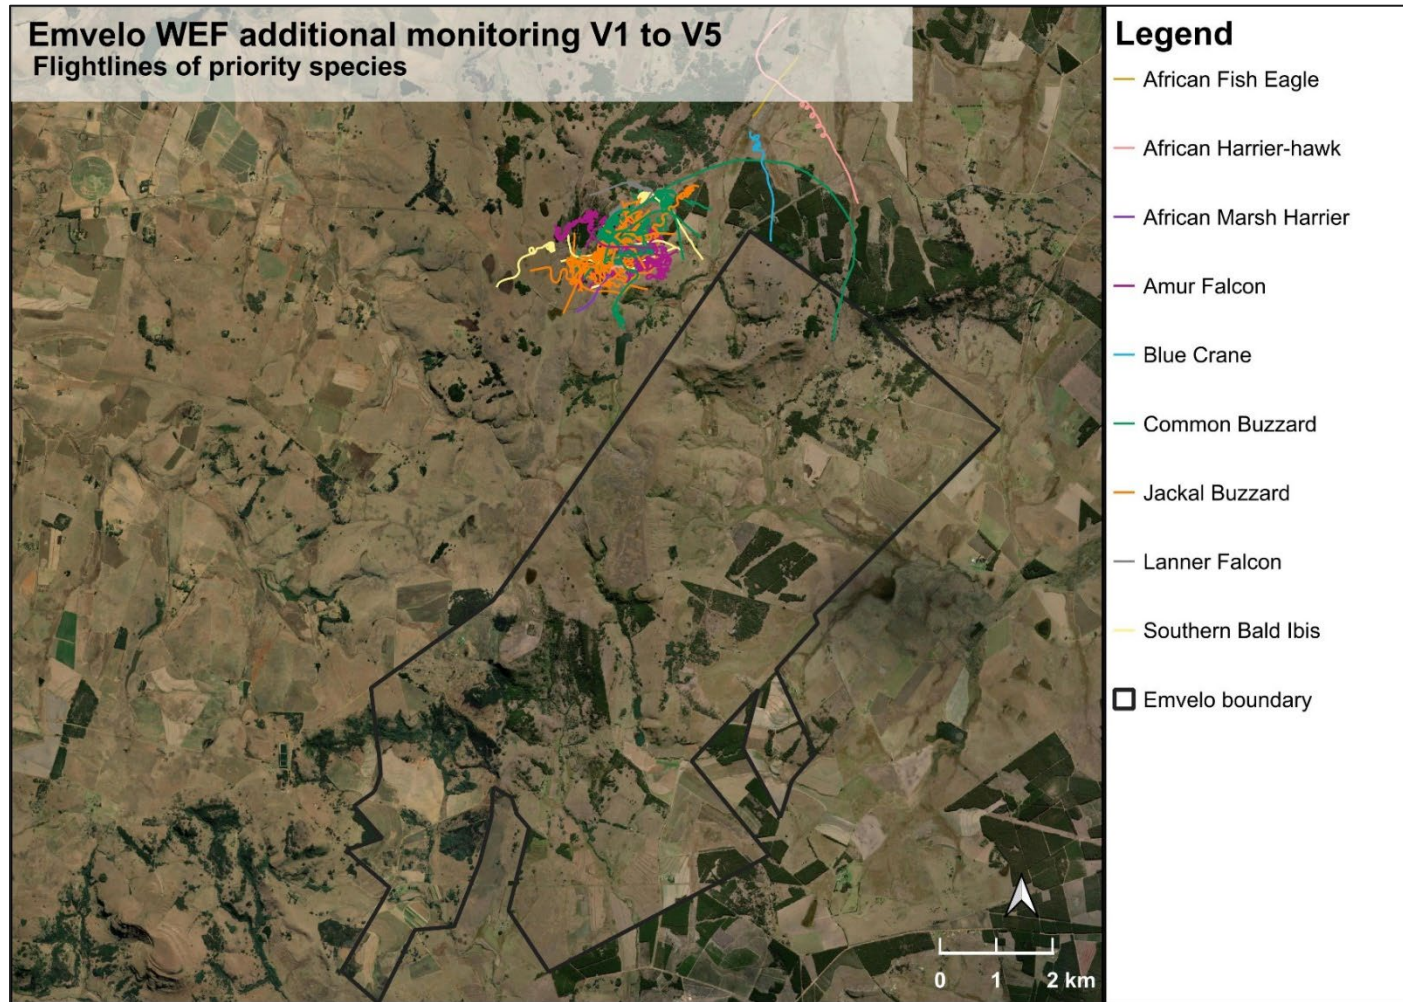 Emvelo WEF additional monitoring V1 to V5
Flightlines of priority species
Legend
African Fish Eagle
African Harrier-hawk
African Marsh Harrier
Amur Falcon
Blue Crane
Common Buzzard
Jackal Buzzard
Lanner Falcon
Southern Bald Ibis
Emvelo boundary
0 1 2 km